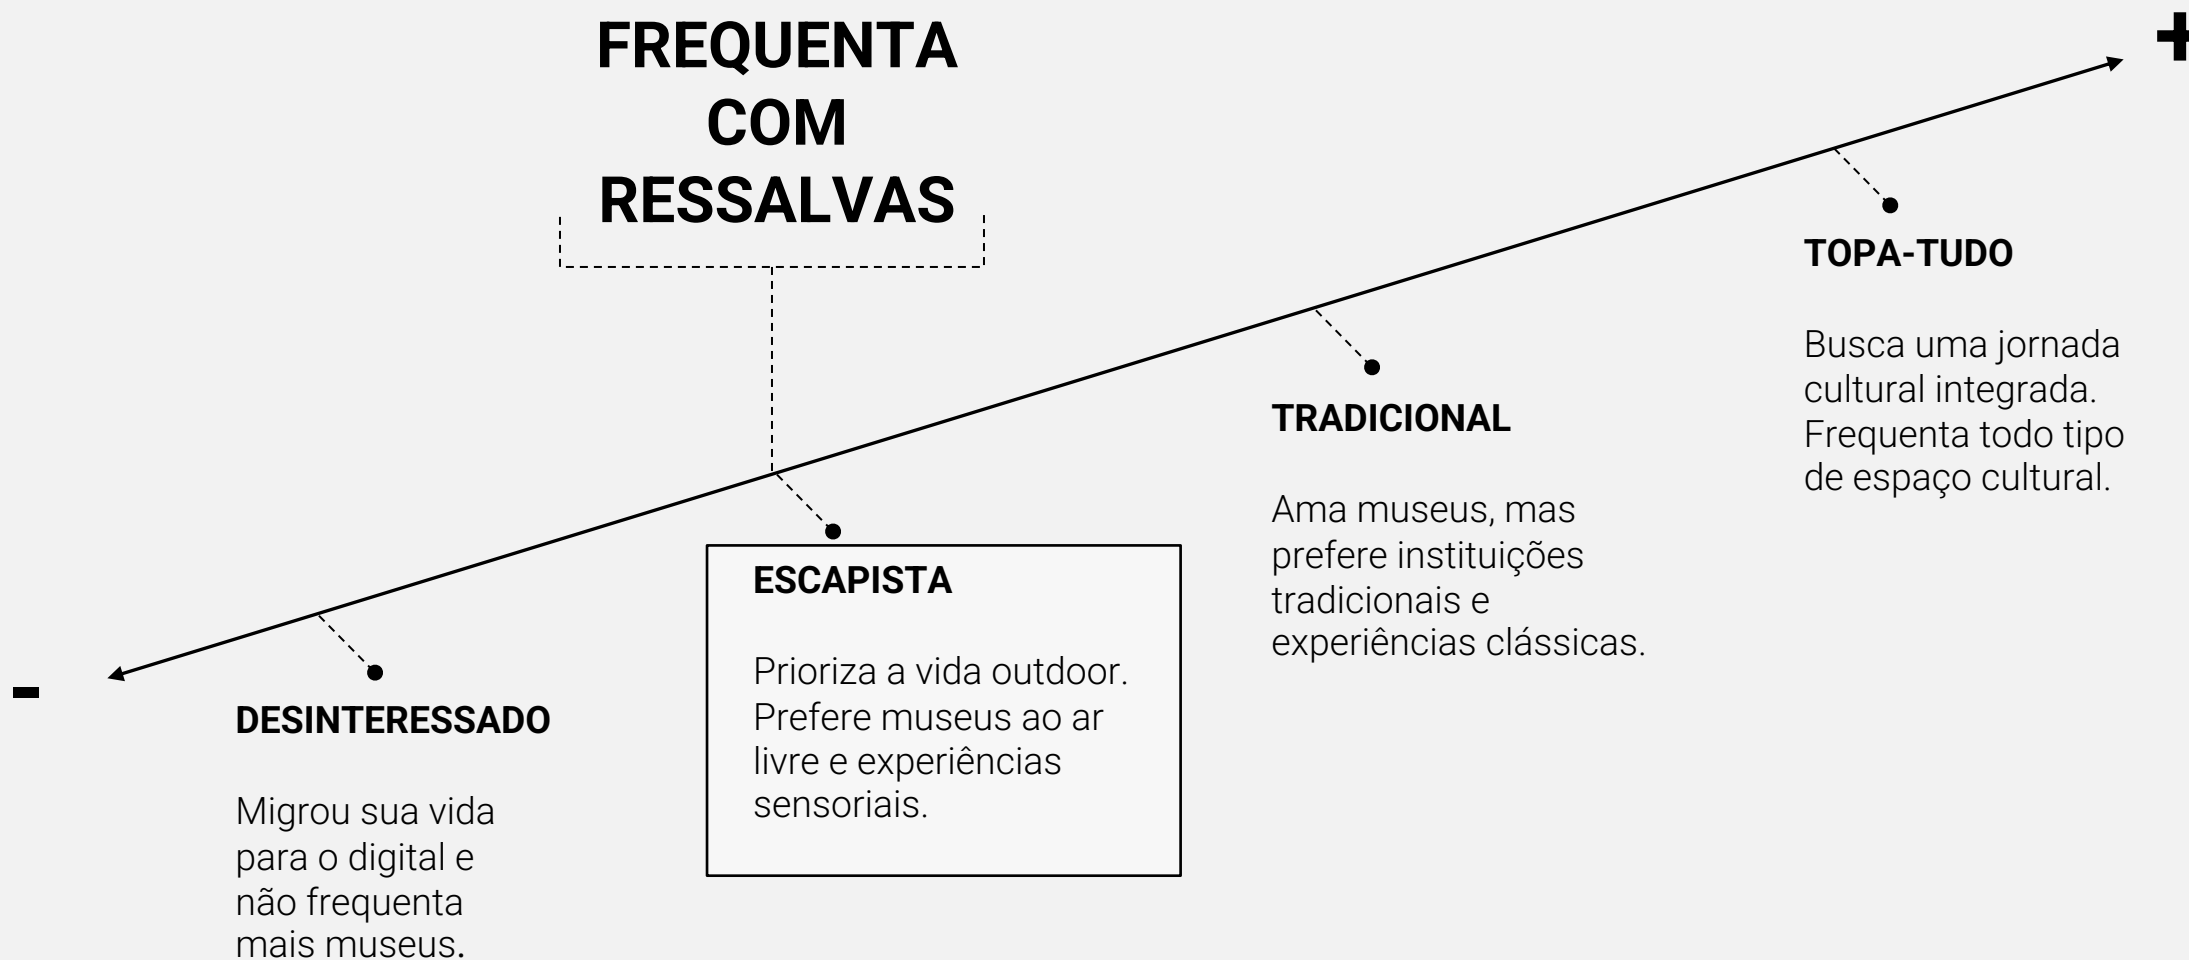 FREQUENTA
COM
RESSALVAS
+
-
DESINTERESSADO
Migrou sua vida
para o digital e
não frequenta
mais museus.
ESCAPISTA
Prioriza a vida outdoor.
Prefere museus ao ar
livre e experiências
sensoriais.
TRADICIONAL
Ama museus, mas
prefere instituições
tradicionais e
experiências clássicas.
TOPA-TUDO
Busca uma jornada
cultural integrada.
Frequenta todo tipo
de espaço cultural.